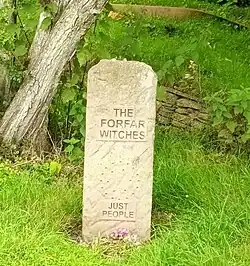 THE
FORFAR
WITCHES
JUST
PEOPLE